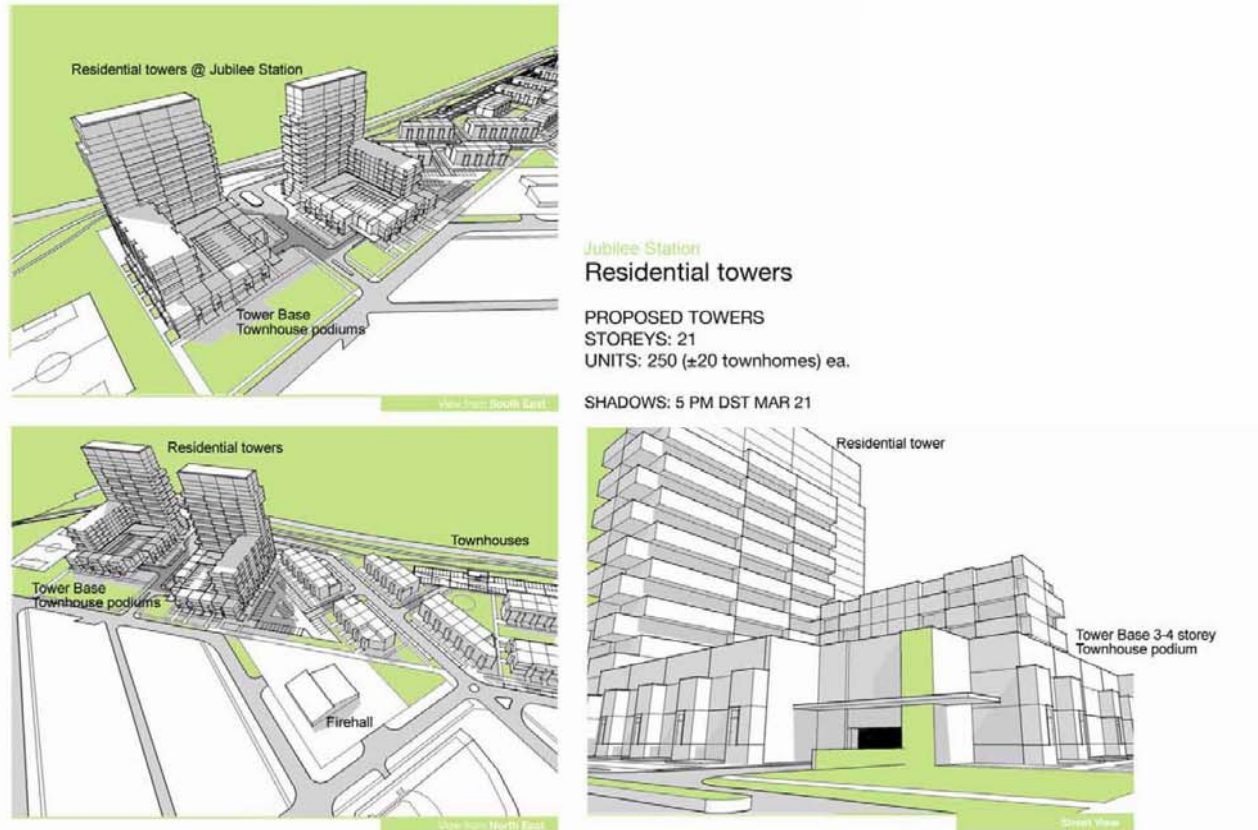 Residential towers @ Jubilee Station
Tower Base
Townhouse podiums
View from South East
Jubilee Station
Residential towers
PROPOSED TOWERS
STOREYS: 21
UNITS: 250 (±20 townhomes) ea.
SHADOWS: 5 PM DST MAR 21
Residential towers
Townhouses
Tower Base
Townhouse podiums
Firehall
View from North East
Residential tower
Tower Base 3-4 storey
Townhouse podium
Street View